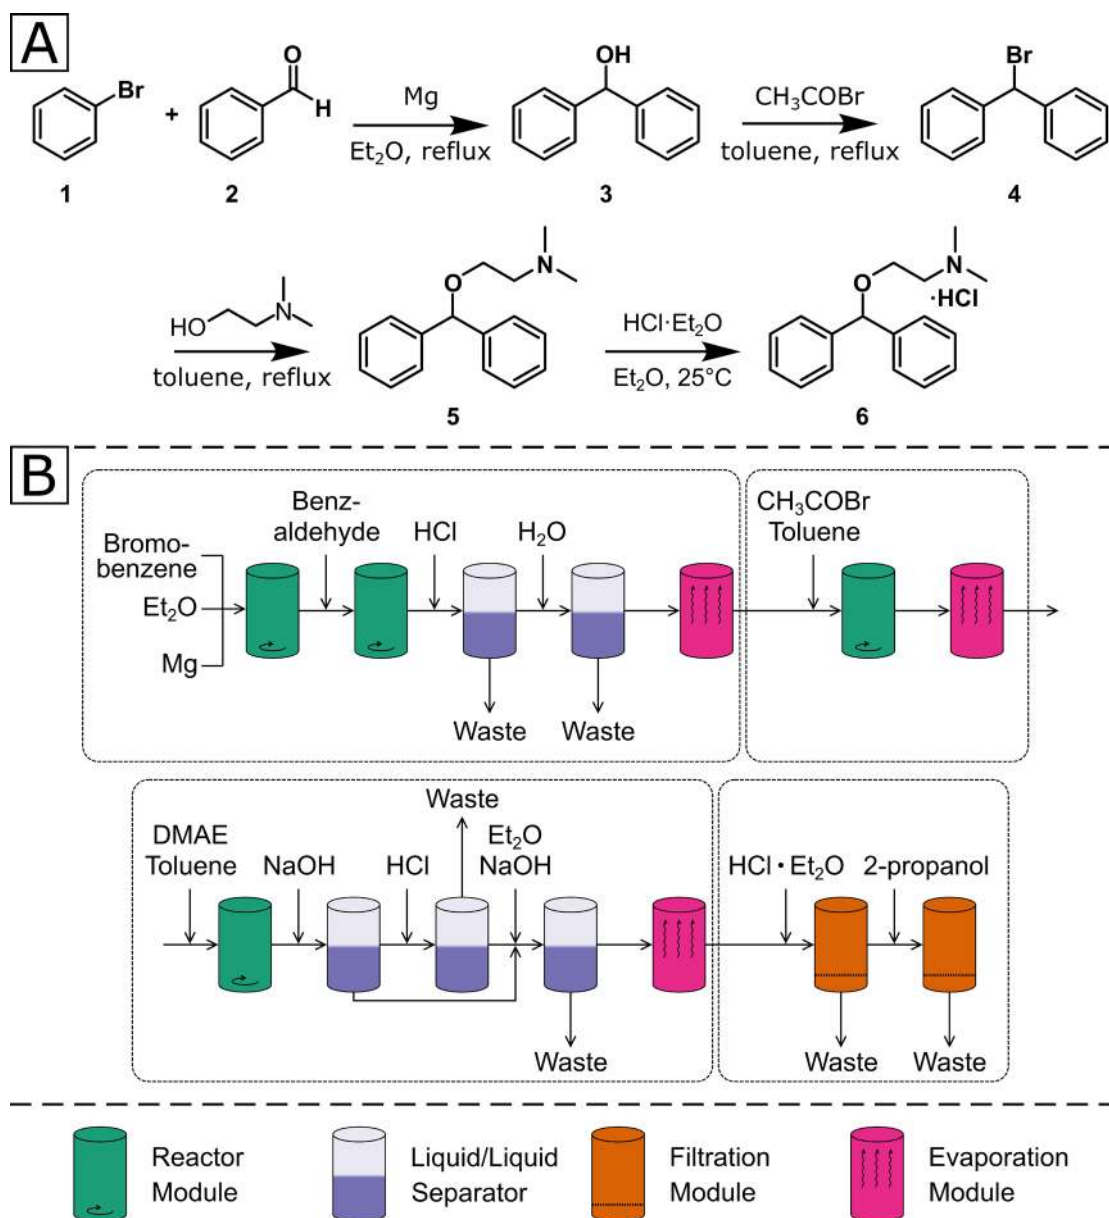 A
Br
O
H
+
Mg
Et₂O, reflux
OH
CH₃COBr
toluene, reflux
Br
1
2
3
4
HO
N
toluene, reflux
O
N
5
HCl·Et₂O
Et₂O, 25°C
O
N
·HCl
6
B
Bromo-
benzene
Et₂O
Mg
Benz-
aldehyde
HCl
H₂O
Waste
Waste
CH₃COBr
Toluene
DMAE
Toluene
NaOH
HCl
Waste
Et₂O
NaOH
Waste
HCl • Et₂O
2-propanol
Waste
Waste
Reactor
Module
Liquid/Liquid
Separator
Filtration
Module
Evaporation
Module